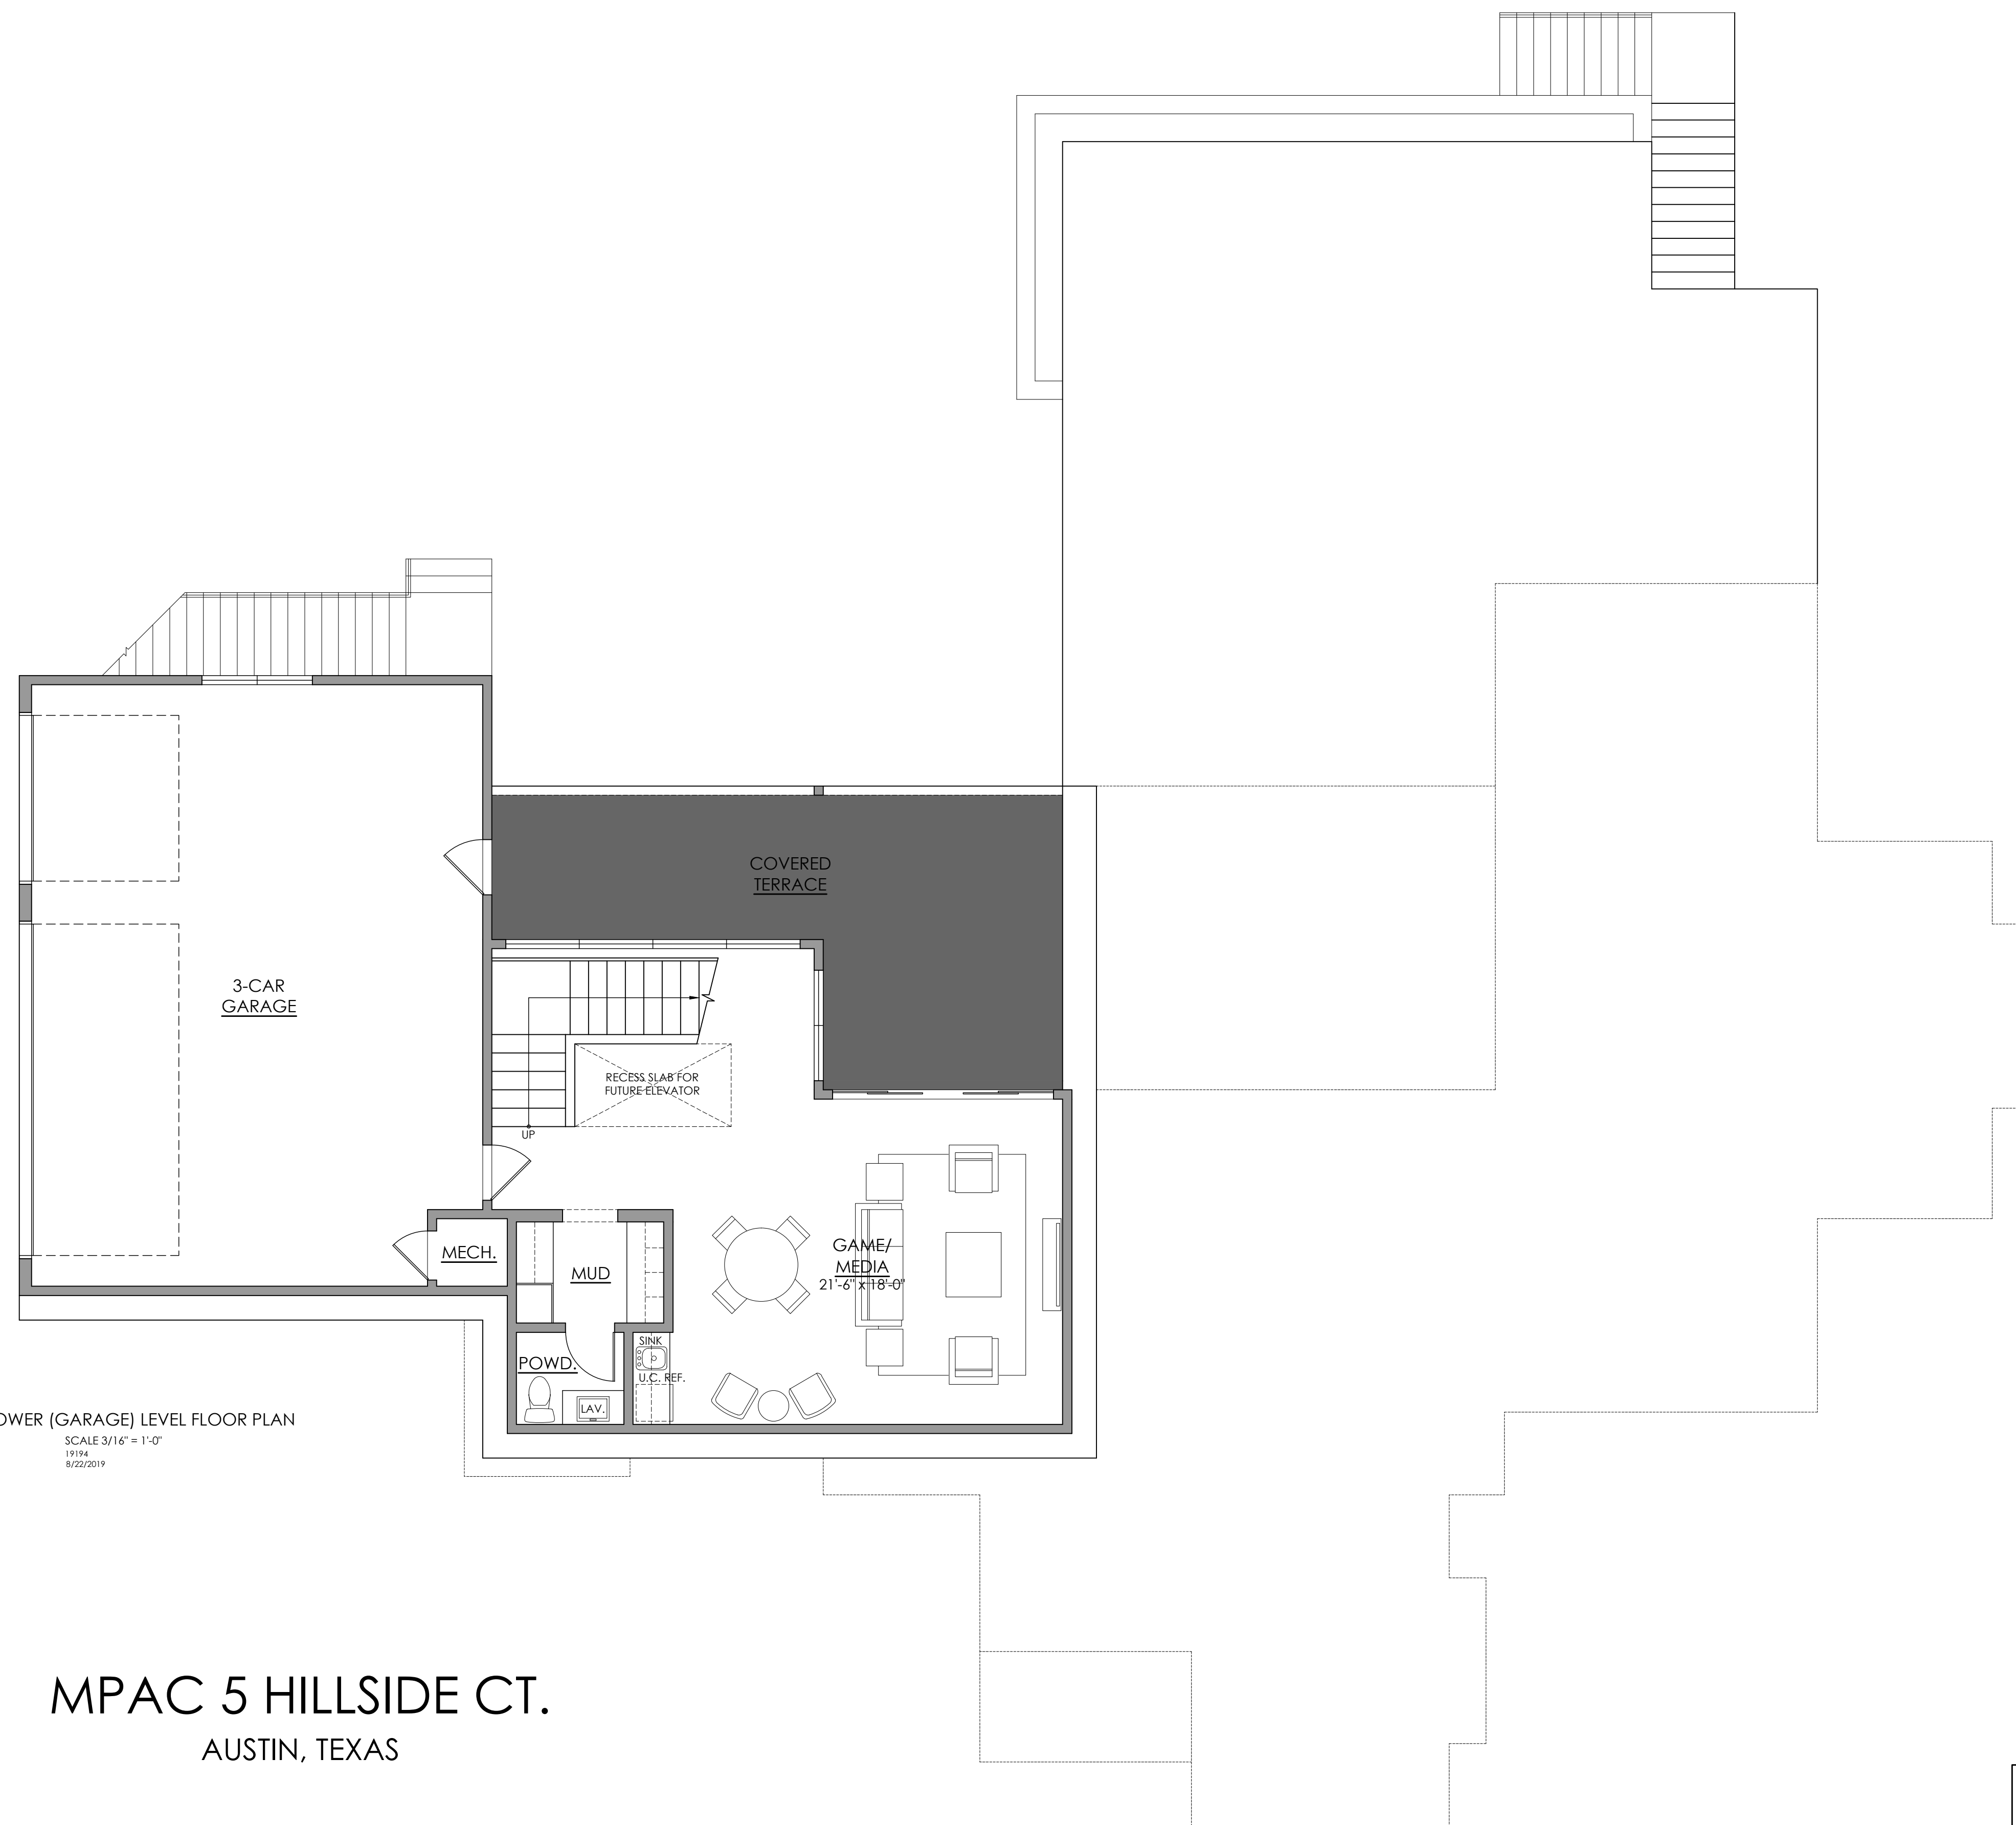 COVERED
TERRACE
3-CAR
GARAGE
RECESS SLAB FOR
FUTURE ELEVATOR
UP
MECH.
MUD
GAME/
MEDIA
21'-6" x 18'-0"
SINK
POWD.
U.C. REF.
LAV.
OWER (GARAGE) LEVEL FLOOR PLAN
SCALE 3/16" = 1'-0"
19194
8/22/2019
MPAC 5 HILLSIDE CT.
AUSTIN, TEXAS